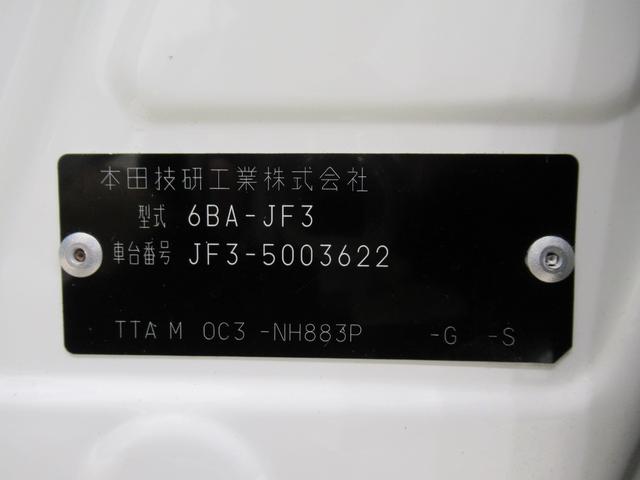 本田技研工業株式会社
型式 6BA-JF3
車台番号 JF3-5003622
TTA M 0C3 -NH883P -G -S